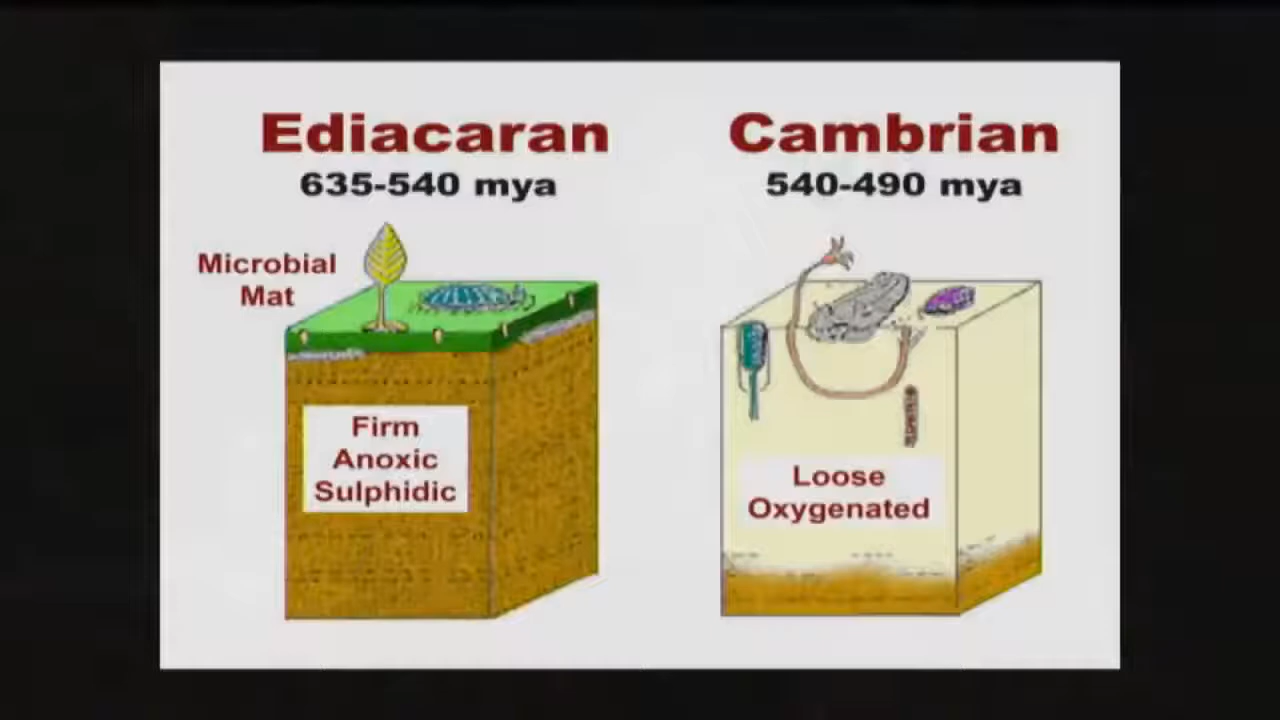 Ediacaran
635-540 mya
Microbial
Mat
Firm
Anoxic
Sulphidic
Cambrian
540-490 mya
Loose
Oxygenated